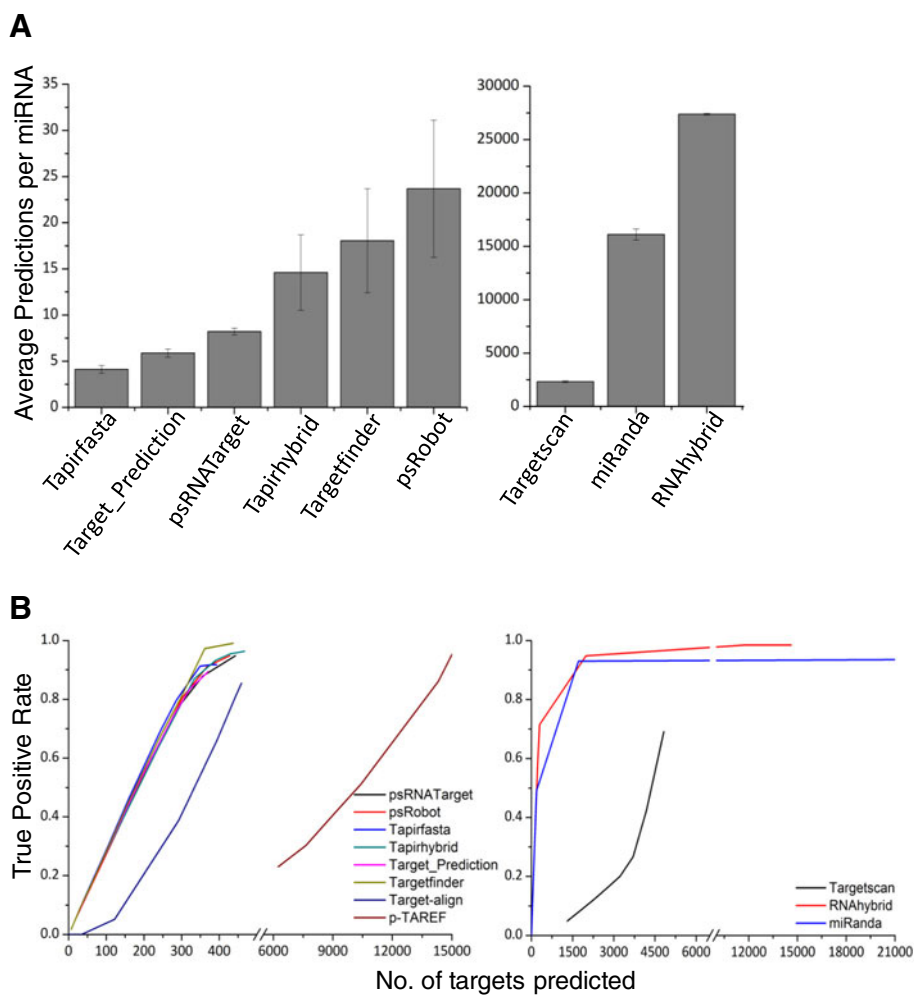 A
Average Predictions per miRNA
35
30
25
20
15
10
5
0
Tapirfasta
Target_Prediction
psRNATarget
Tapirhybrid
Targetfinder
psRobot
30000
25000
20000
15000
10000
5000
0
Targetscan
miRanda
RNAhybrid
B
True Positive Rate
1.0
0.8
0.6
0.4
0.2
0.0
0 100 200 300 400 6000 9000 12000 15000
psRNATarget
psRobot
Tapirfasta
Tapirhybrid
Target_Prediction
Targetfinder
Target-align
p-TAREF
1.0
0.8
0.6
0.4
0.2
0.0
0 1500 3000 4500 6000 12000 15000 18000 21000
Targetscan
RNAhybrid
miRanda
No. of targets predicted